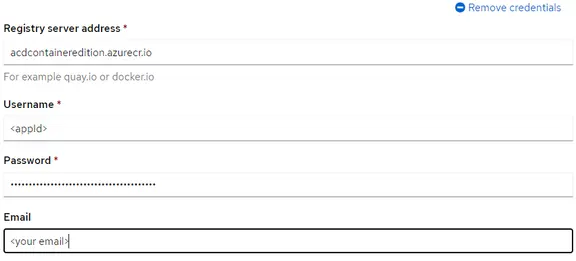 Remove credentials
Registry server address *
acdcontaineredition.azurecr.io
For example quay.io or docker.io
Username *
<appId>
Password *
••••••••••••••••••••••••••••••••••••••••
Email
<your email>